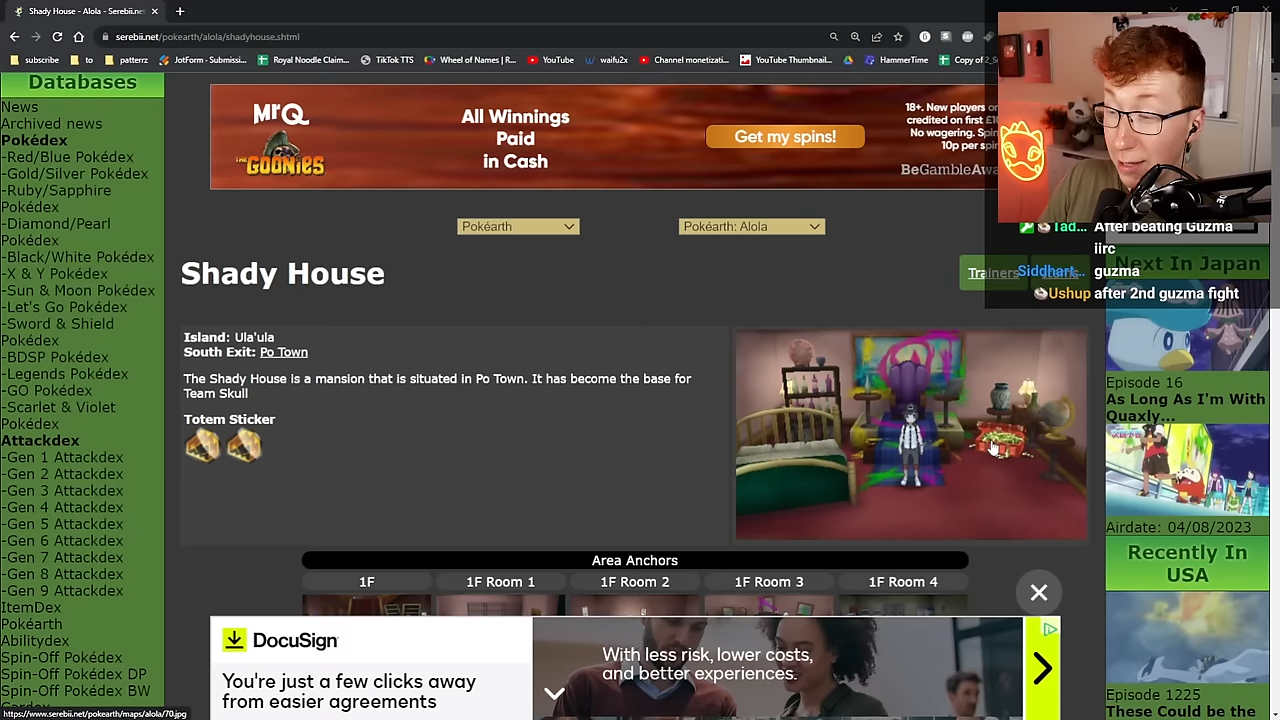 Shady House - Alola - Serebii.ne
serebii.net/pokearth/alola/shadyhouse.shtml
subscribe
to
patterz
JotForm - Submissi...
Royal Noodle Claim...
TikTok TTS
Wheel of Names | R...
YouTube
waifu2x
Channel monetizati...
YouTube Thumbnail...
HammerTime
Copy of 2_S
Databases
News
Archived news
Pokédex
-Red/Blue Pokédex
-Gold/Silver Pokédex
-Ruby/Sapphire
Pokédex
-Diamond/Pearl
Pokédex
-Black/White Pokédex
-X & Y Pokédex
-Sun & Moon Pokédex
-Let's Go Pokédex
-Sword & Shield
Pokédex
-BDSP Pokédex
-Legends Pokédex
-GO Pokédex
-Scarlet & Violet
Pokédex
Attackdex
-Gen 1 Attackdex
-Gen 2 Attackdex
-Gen 3 Attackdex
-Gen 4 Attackdex
-Gen 5 Attackdex
-Gen 6 Attackdex
-Gen 7 Attackdex
-Gen 8 Attackdex
-Gen 9 Attackdex
ItemDex
Pokéarth
Abilitydex
Spin-Off Pokédex
Spin-Off Pokédex DP
Spin-Off Pokédex BW
https://www.serebii.net/pokearth/maps/alola/70.jpg
MrQ
THE GOONIES
All Winnings
Paid
in Cash
Get my spins!
18+. New players or
credited on first £1
No wagering. Spin
10p per spin
BeGambleAwa
Pokéarth
Pokéarth: Alola
Shady House
Trainers
Island: Ula'ula
South Exit: Po Town
The Shady House is a mansion that is situated in Po Town. It has become the base for
Team Skull
Totem Sticker
Area Anchors
1F
1F Room 1
1F Room 2
1F Room 3
1F Room 4
DocuSign
You're just a few clicks away
from easier agreements
With less risk, lower costs,
and better experiences.
Tad... After beating Guzma
iirc
Siddhart... guzma
Ushup after 2nd guzma fight
Next In Japan
Episode 16
As Long As I'm With
Quaxly...
Airdate: 04/08/2023
Recently In
USA
Episode 1225
These Could be the